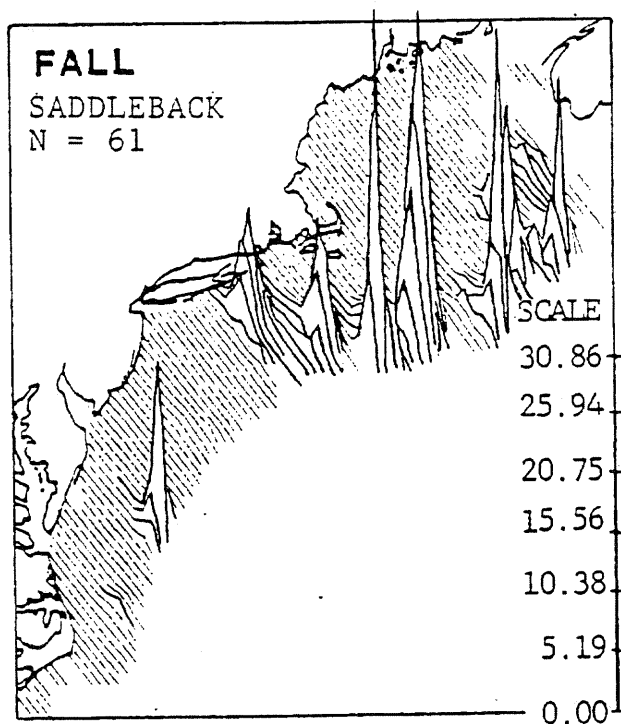 FALL
SADDLEBACK
N = 61
SCALE
30.86
25.94
20.75
15.56
10.38
5.19
0.00